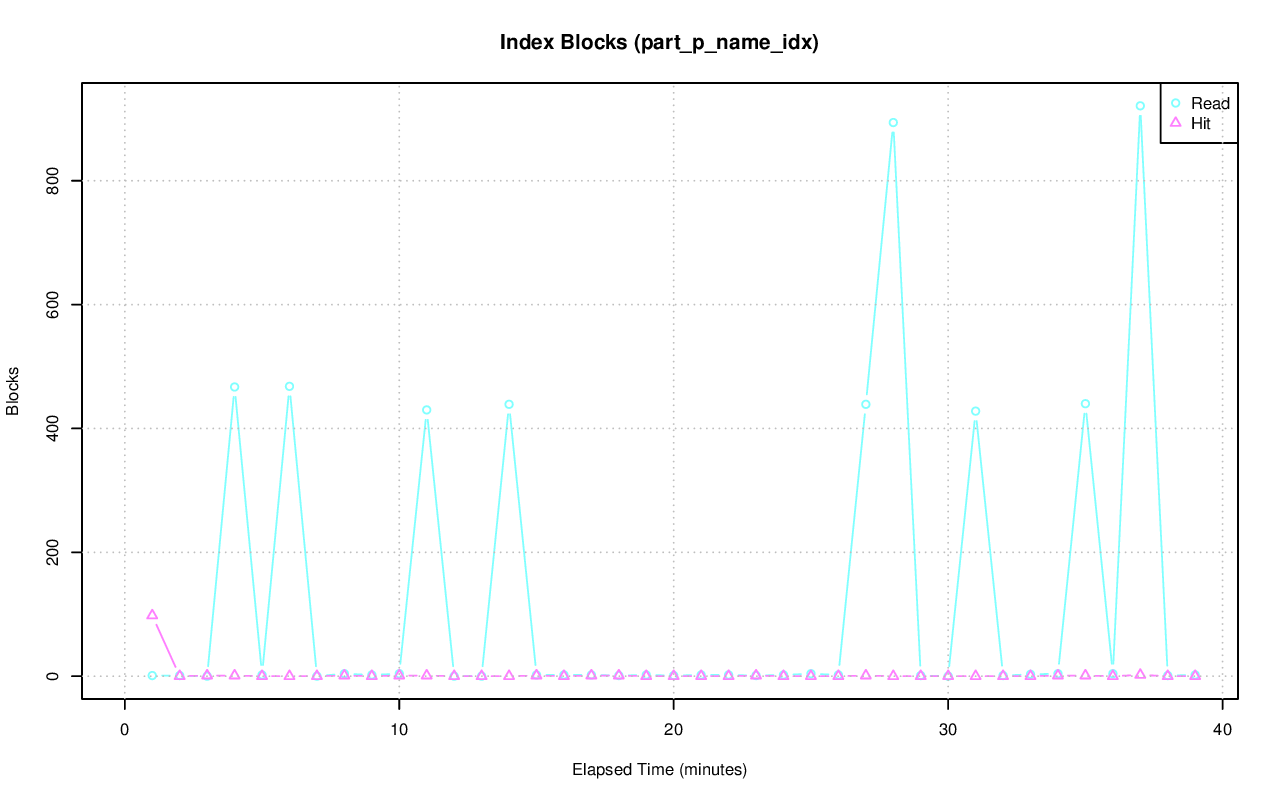 Index Blocks (part_p_name_idx)
Read
Hit
Blocks
800
600
400
200
0
0 10 20 30 40
Elapsed Time (minutes)